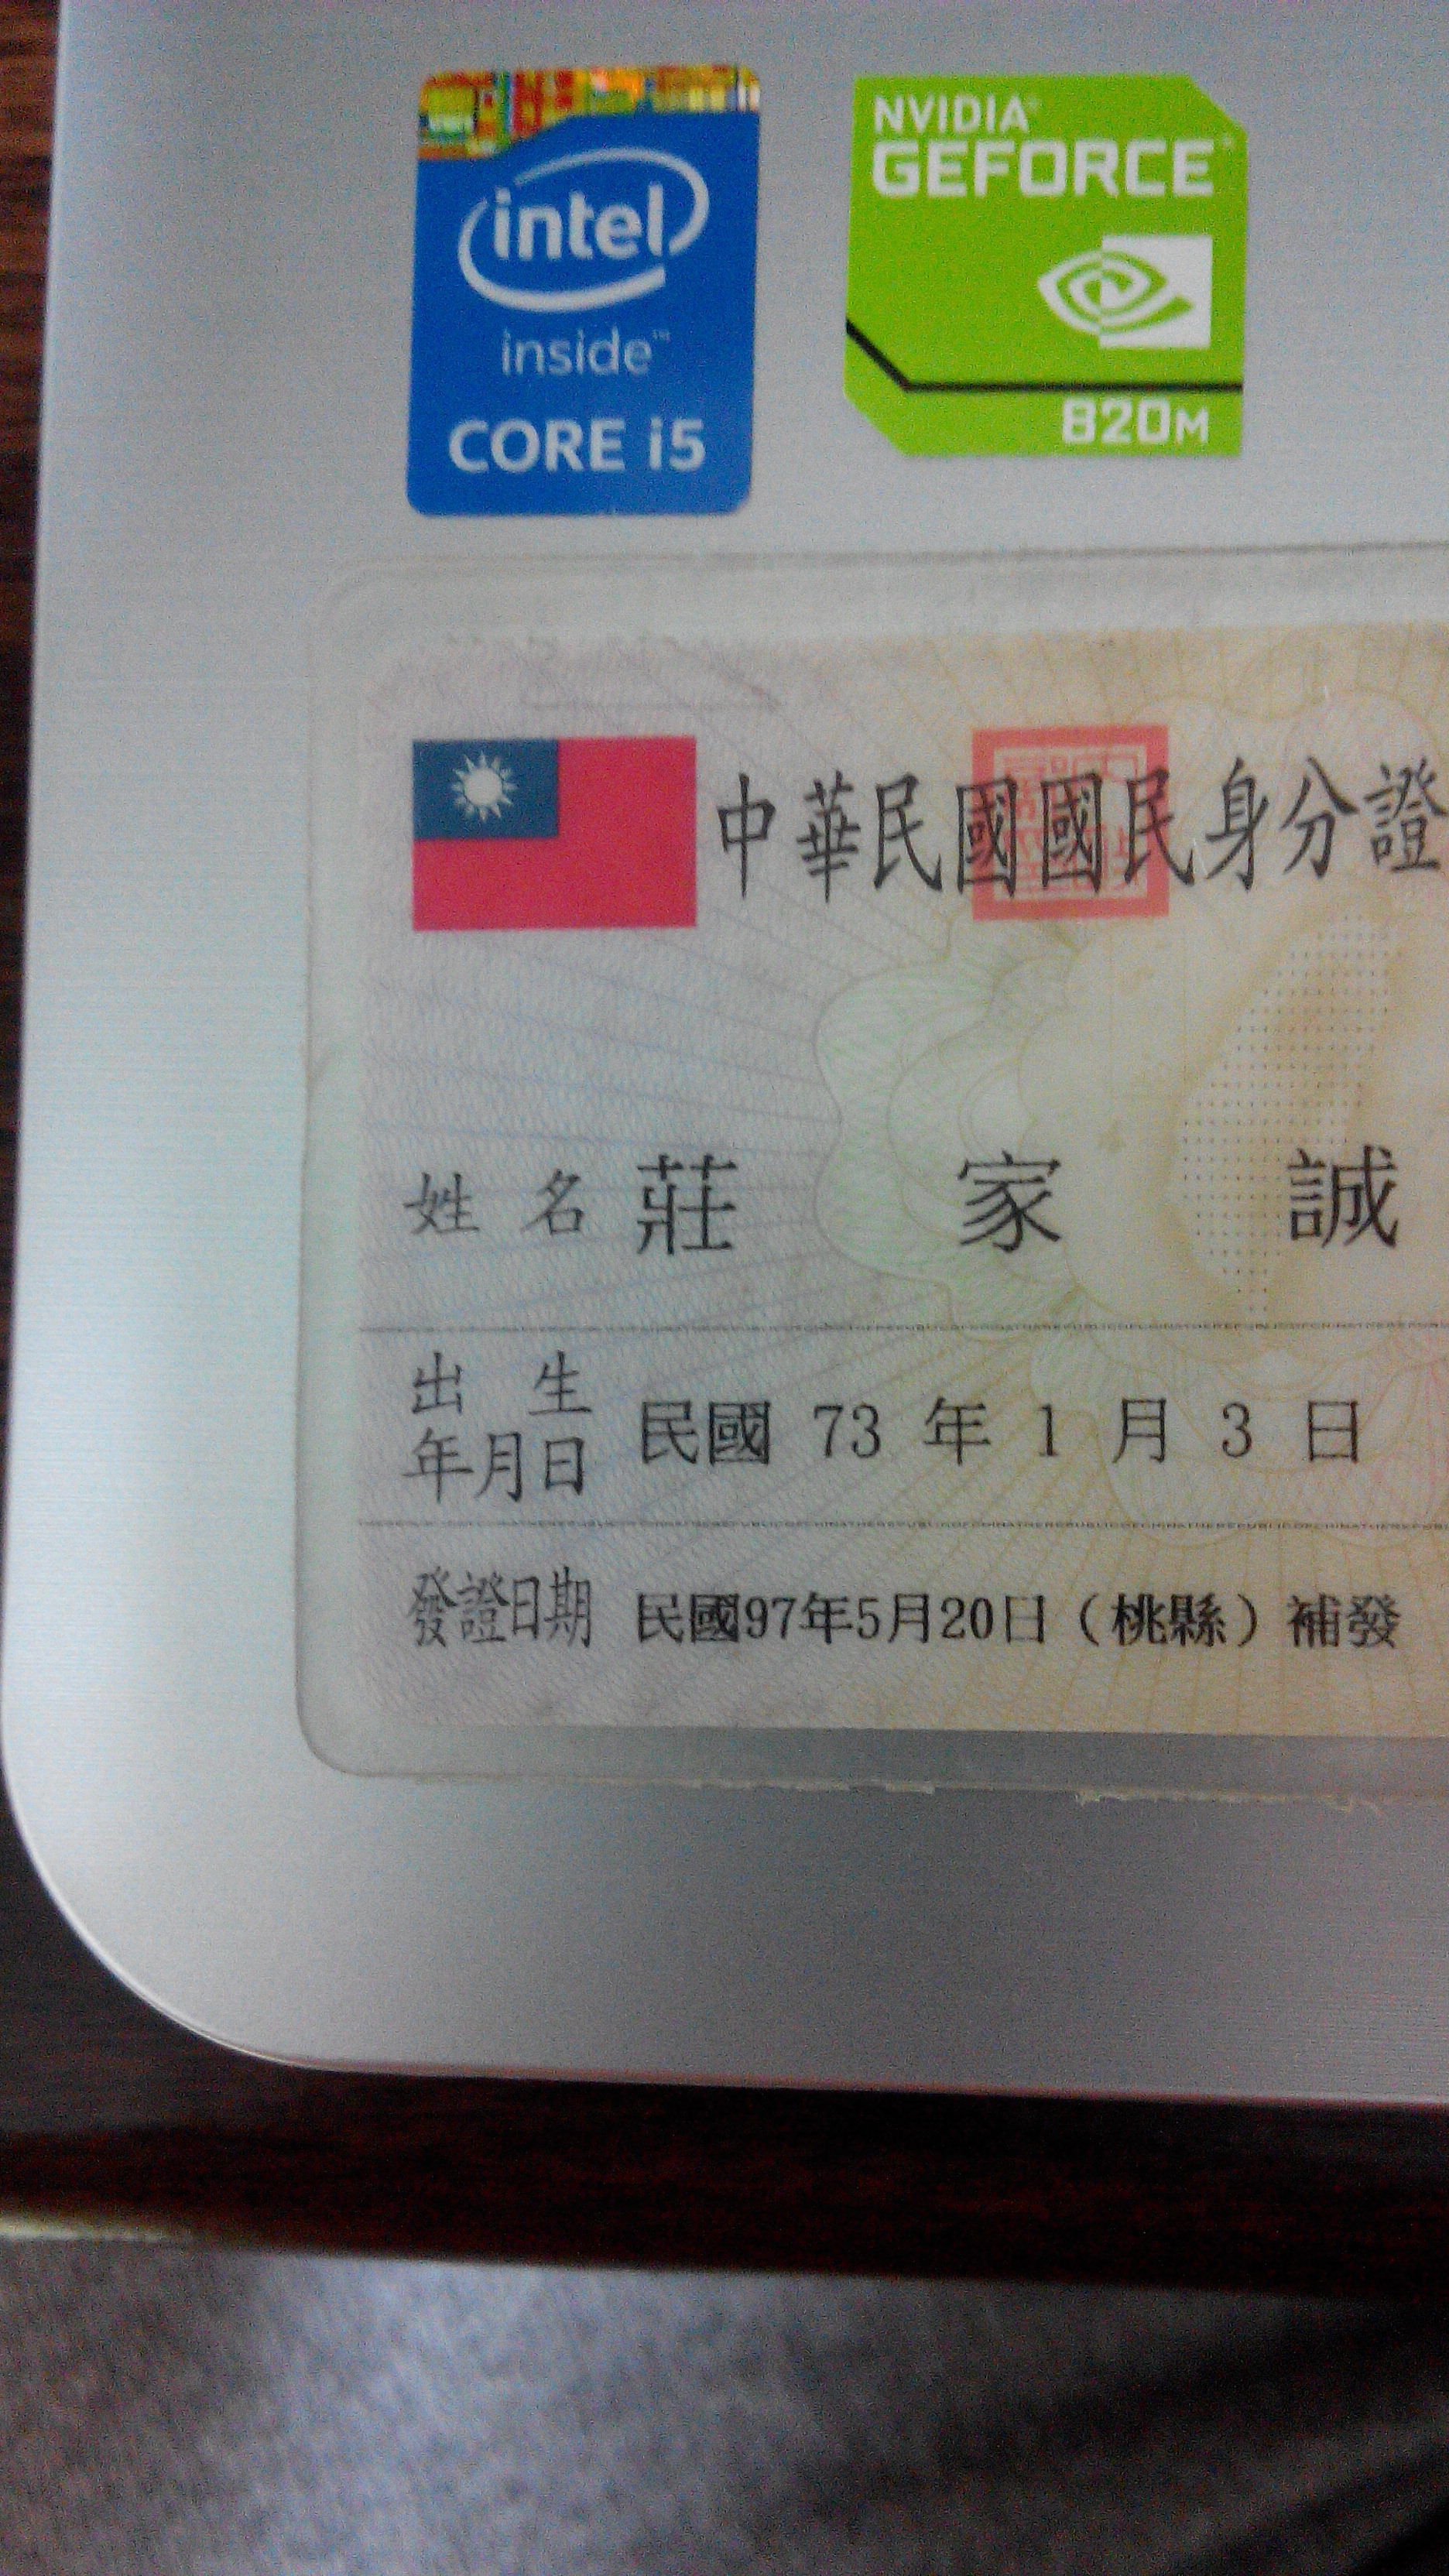 intel
inside™
CORE i5
NVIDIA®
GEFORCE®
820M
中華民國國民身分證
姓名 莊家誠
出生年月日 民國 73 年 1 月 3 日
發證日期 民國97年5月20日（桃縣）補發